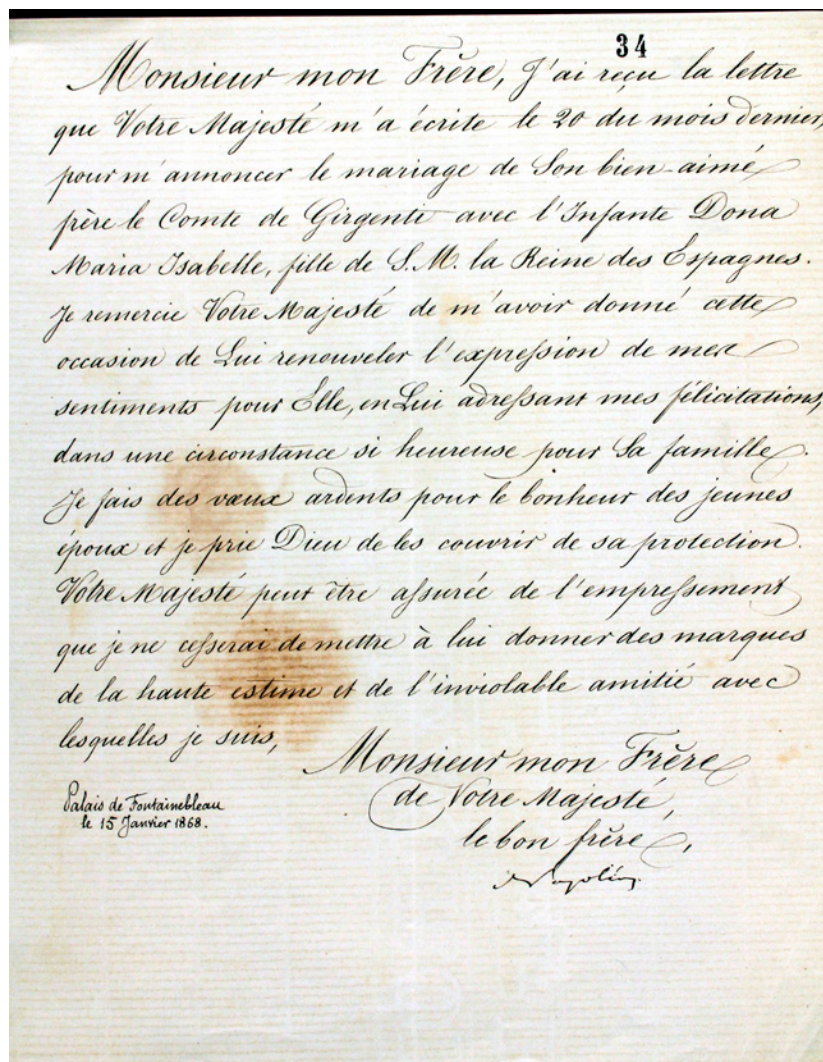 34
Monsieur mon Frère, J'ai reçu la lettre
que Votre Majesté m'a écrite le 20 du mois dernier,
pour m'annoncer le mariage de Son bien-aimé
frère le Comte de Girgenti avec l'Infante Dona
Maria Isabelle, fille de S. M. la Reine des Espagnes.
Je remercie Votre Majesté de m'avoir donné cette
occasion de Lui renouveler l'expression de mes
sentiments pour Elle, en Lui adressant mes félicitations,
dans une circonstance si heureuse pour Sa famille.
Je fais des vœux ardents pour le bonheur des jeunes
époux et je prie Dieu de les couvrir de sa protection.
Votre Majesté peut être assurée de l'empressement
que je ne cesserai de mettre à lui donner des marques
de la haute estime et de l'inviolable amitié avec
lesquelles je suis,
Monsieur mon Frère
de Votre Majesté,
le bon frère,
Napoléon
Palais de Fontainebleau
le 15 Janvier 1868.